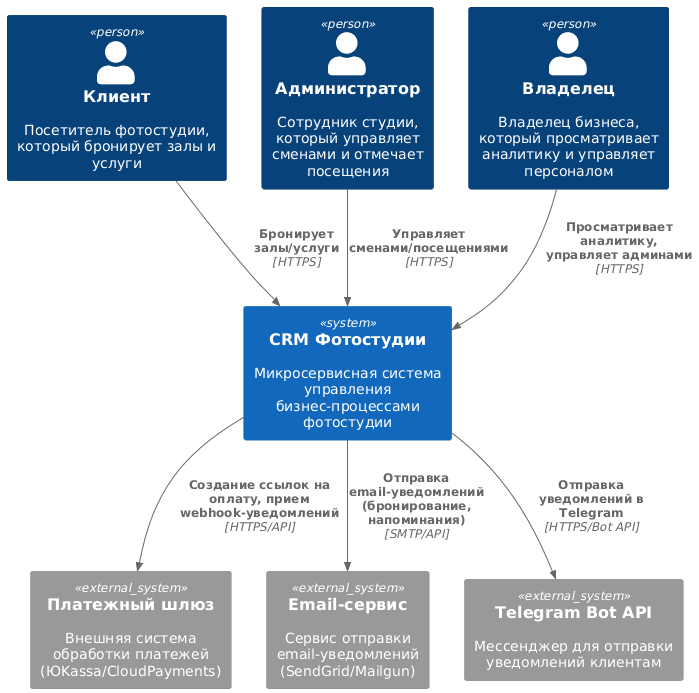 «person»
Клиент
Посетитель фотостудии,
который бронирует залы и
услуги
«person»
Администратор
Сотрудник студии,
который управляет
сменами и отмечает
посещения
«person»
Владелец
Владелец бизнеса,
который просматривает
аналитику и управляет
персоналом
Бронирует
залы/услуги
[HTTPS]
Управляет
сменами/посещениями
[HTTPS]
Просматривает
аналитику,
управляет админами
[HTTPS]
«system»
CRM Фотостудии
Микросервисная система
управления
бизнес-процессами
фотостудии
Создание ссылок на
оплату, прием
webhook-уведомлений
[HTTPS/API]
Отправка
email-уведомлений
(бронирование,
напоминания)
[SMTP/API]
Отправка
уведомлений в
Telegram
[HTTPS/Bot API]
«external_system»
Платежный шлюз
Внешняя система
обработки платежей
(ЮKassa/CloudPayments)
«external_system»
Email-сервис
Сервис отправки
email-уведомлений
(SendGrid/Mailgun)
«external_system»
Telegram Bot API
Мессенджер для отправки
уведомлений клиентам